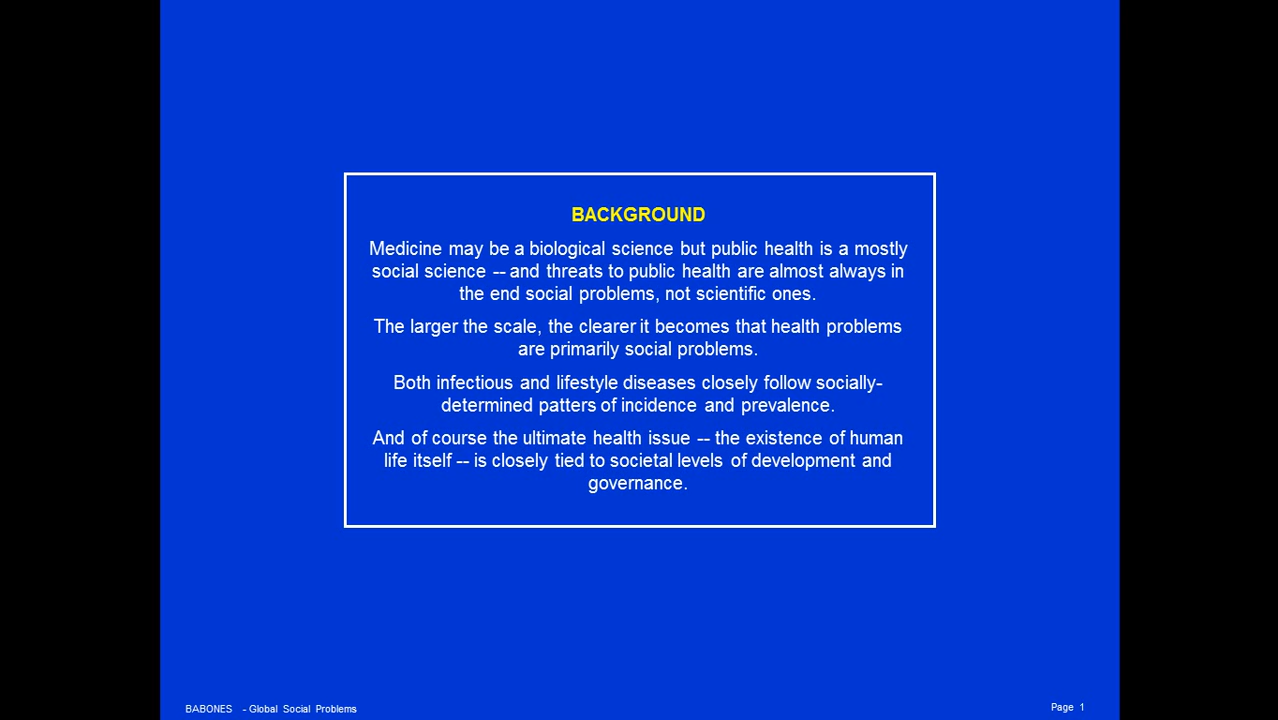 BACKGROUND
Medicine may be a biological science but public health is a mostly
social science -- and threats to public health are almost always in
the end social problems, not scientific ones.
The larger the scale, the clearer it becomes that health problems
are primarily social problems.
Both infectious and lifestyle diseases closely follow socially-
determined patters of incidence and prevalence.
And of course the ultimate health issue -- the existence of human
life itself -- is closely tied to societal levels of development and
governance.
BABONES - Global Social Problems
Page 1